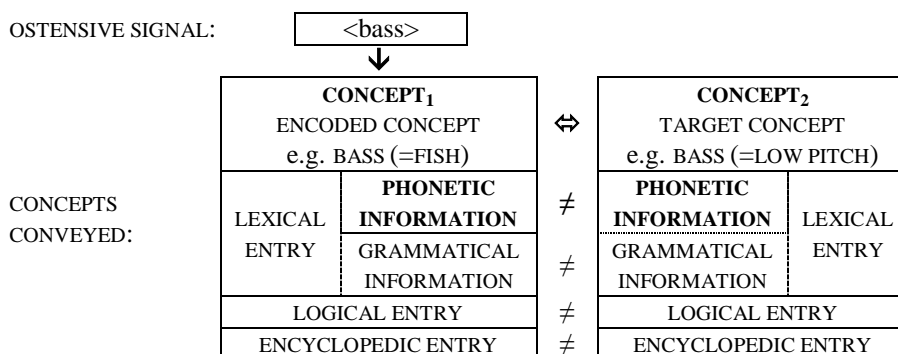 OSTENSIVE SIGNAL: <bass>
↓
CONCEPT₁ CONCEPT₂
ENCODED CONCEPT ⇔ TARGET CONCEPT
e.g. BASS (=FISH) e.g. BASS (=LOW PITCH)
PHONETIC PHONETIC
CONCEPTS LEXICAL INFORMATION ≠ INFORMATION LEXICAL
CONVEYED: ENTRY GRAMMATICAL ≠ GRAMMATICAL ENTRY
INFORMATION INFORMATION
LOGICAL ENTRY ≠ LOGICAL ENTRY
ENCYCLOPEDIC ENTRY ≠ ENCYCLOPEDIC ENTRY